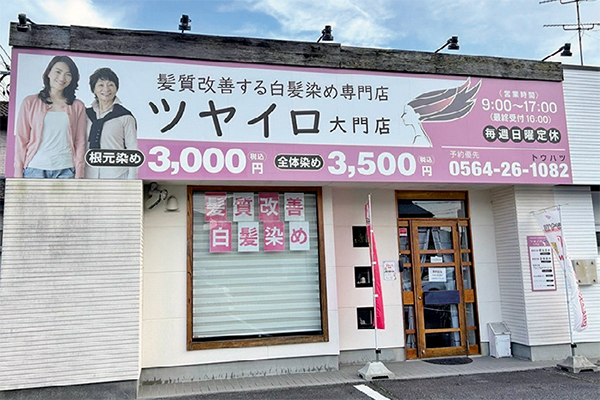 髪質改善する白髪染め専門店
ツヤイロ 大門店
根元染め 3,000税込円 全体染め 3,500税込円
(営業時間)
9:00〜17:00
(最終受付16:00)
毎週日曜定休
予約優先 トワハツ
0564-26-1082
髪質改善
白髪染め